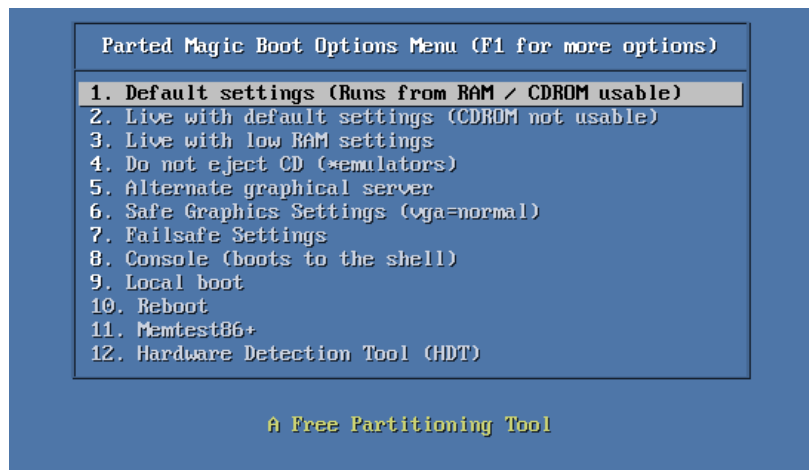 Parted Magic Boot Options Menu (F1 for more options)
1. Default settings (Runs from RAM / CDROM usable)
2. Live with default settings (CDROM not usable)
3. Live with low RAM settings
4. Do not eject CD (*emulators)
5. Alternate graphical server
6. Safe Graphics Settings (vga=normal)
7. Failsafe Settings
8. Console (boots to the shell)
9. Local boot
10. Reboot
11. Memtest86+
12. Hardware Detection Tool (HDT)
A Free Partitioning Tool